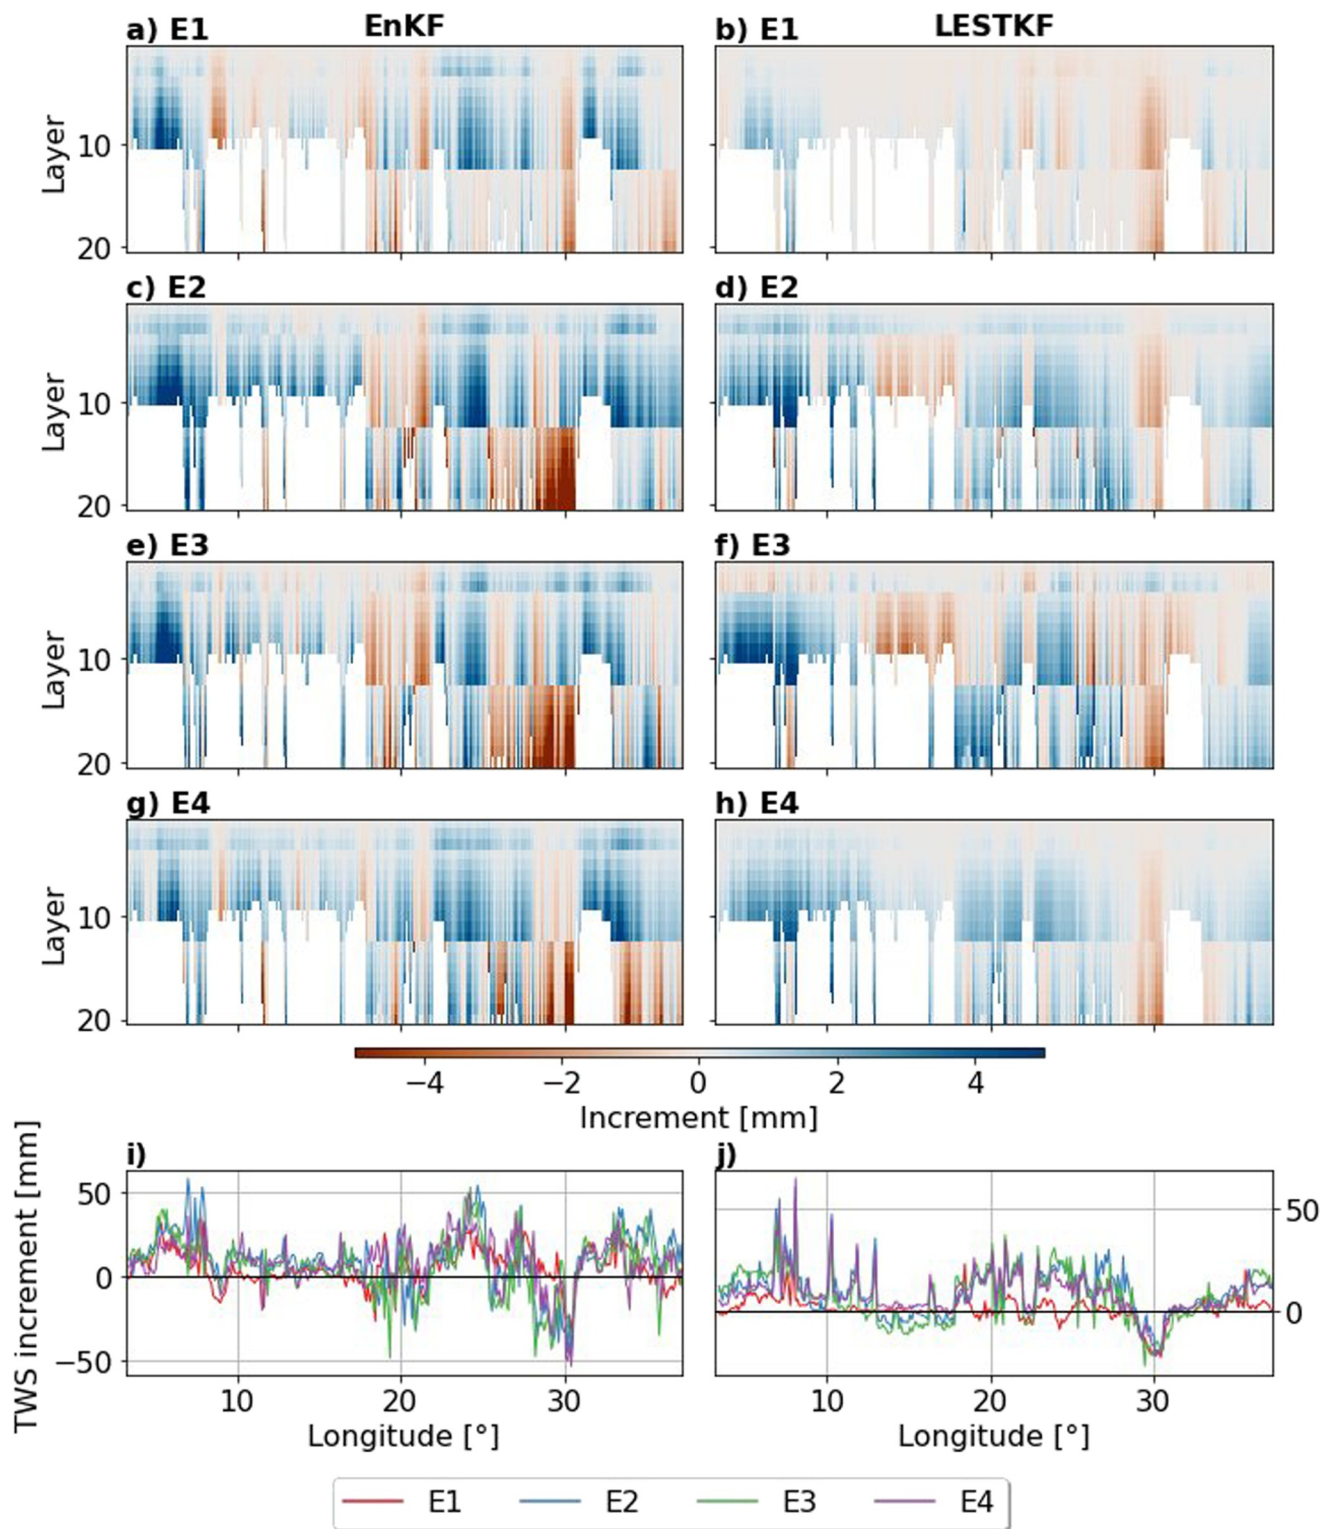 EnKF LESTKF
a) E1 b) E1
Layer
10
20
c) E2 d) E2
Layer
10
20
e) E3 f) E3
Layer
10
20
g) E4 h) E4
Layer
10
20
−4 −2 0 2 4
Increment [mm]
i) j)
TWS increment [mm]
50 50
0 0
−50
10 20 30 10 20 30
Longitude [°] Longitude [°]
E1 E2 E3 E4